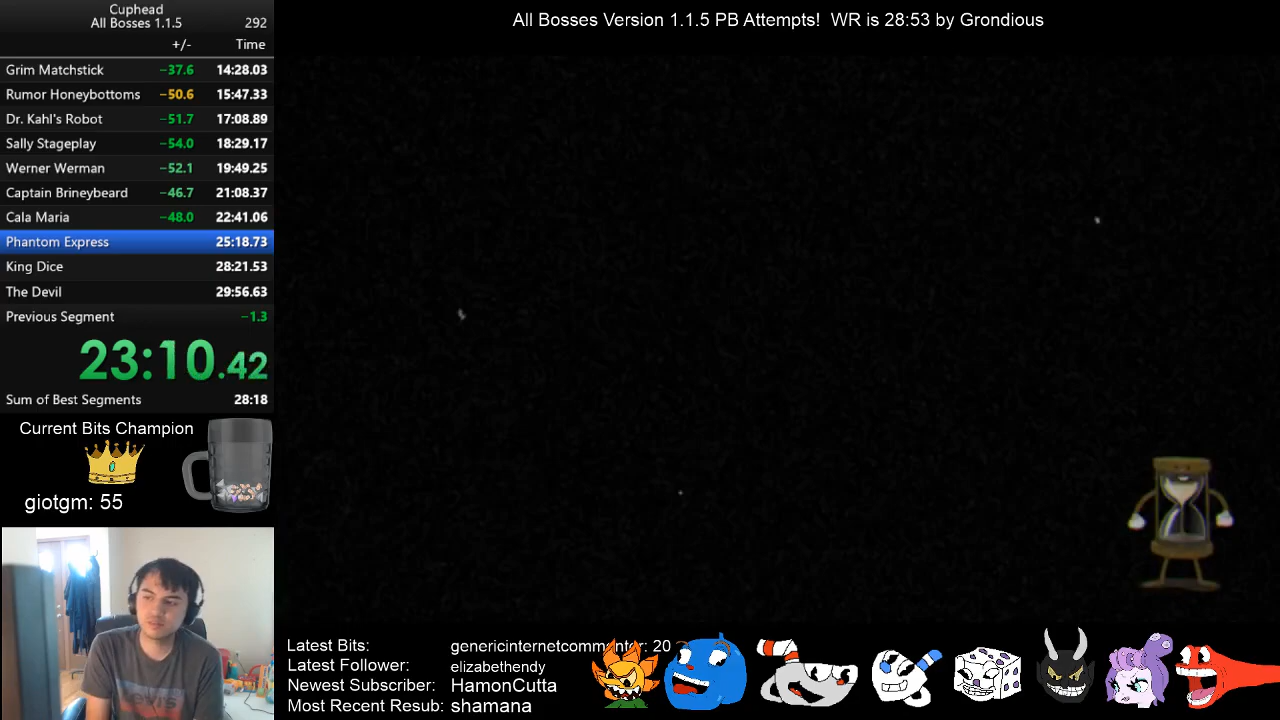 Cuphead
All Bosses 1.1.5 292
+/- Time
Grim Matchstick -37.6 14:28.03
Rumor Honeybottoms -50.6 15:47.33
Dr. Kahl's Robot -51.7 17:08.89
Sally Stageplay -54.0 18:29.17
Werner Werman -52.1 19:49.25
Captain Brineybeard -46.7 21:08.37
Cala Maria -48.0 22:41.06
Phantom Express 25:18.73
King Dice 28:21.53
The Devil 29:56.63
Previous Segment -1.3
23:10.42
Sum of Best Segments 28:18
Current Bits Champion
giotgm: 55
All Bosses Version 1.1.5 PB Attempts! WR is 28:53 by Grondious
Latest Bits: genericinternetcommenter: 20
Latest Follower: elizabethendy
Newest Subscriber: HamonCutta
Most Recent Resub: shamana